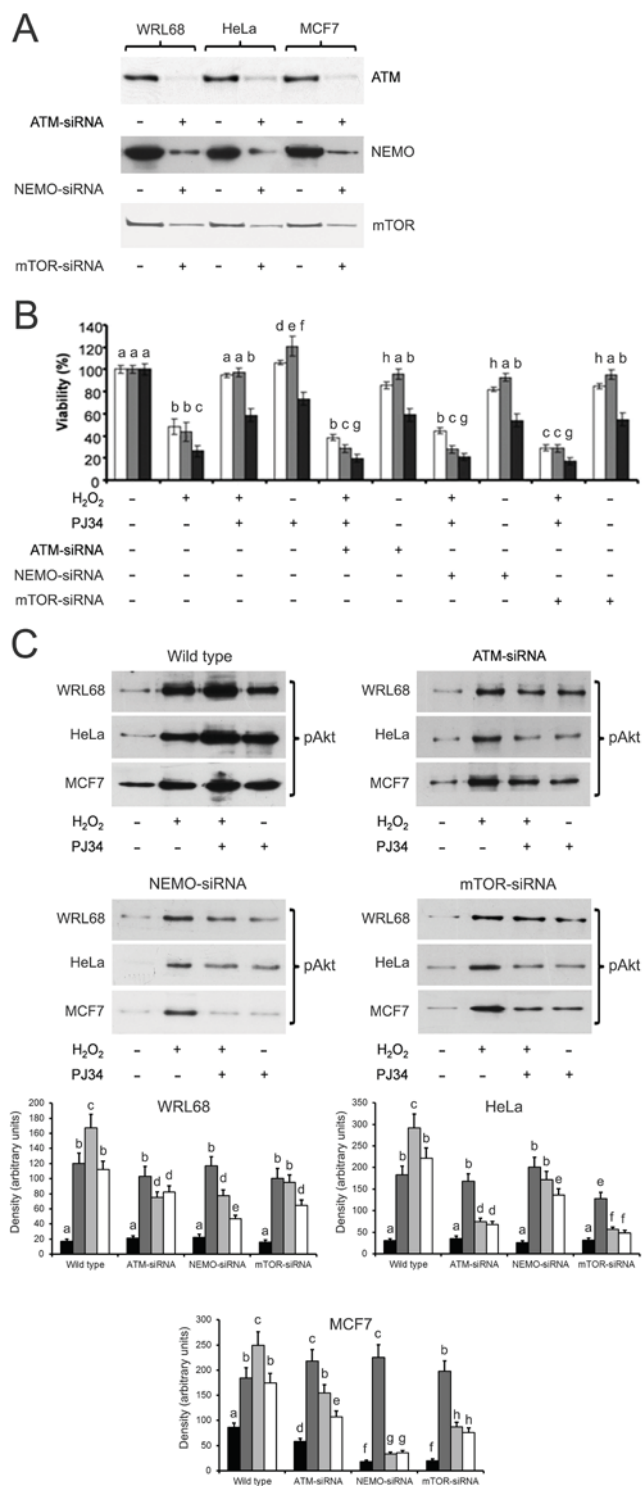 A
WRL68 HeLa MCF7
ATM
ATM-siRNA - + - + - +
NEMO
NEMO-siRNA - + - + - +
mTOR
mTOR-siRNA - + - + - +
B
Viability (%)
140
120
100
80
60
40
20
0
a a a b b c a a b d e f b c g h a b b c g h a b c c g h a b
H₂O₂ - + + - + - + - + -
PJ34 - - + + + - + - + -
ATM-siRNA - - - - + + - - - -
NEMO-siRNA - - - - - - + + - -
mTOR-siRNA - - - - - - - - + +
C
Wild type
WRL68
HeLa
MCF7
pAkt
H₂O₂ - + + -
PJ34 - - + +
ATM-siRNA
WRL68
HeLa
MCF7
pAkt
H₂O₂ - + + -
PJ34 - - + +
NEMO-siRNA
WRL68
HeLa
MCF7
pAkt
H₂O₂ - + + -
PJ34 - - + +
mTOR-siRNA
WRL68
HeLa
MCF7
pAkt
H₂O₂ - + + -
PJ34 - - + +
WRL68
Density (arbitrary units)
200
180
160
140
120
100
80
60
40
20
0
a b c b a b d d a b d e a b b d
Wild type ATM-siRNA NEMO-siRNA mTOR-siRNA
HeLa
Density (arbitrary units)
350
300
250
200
150
100
50
0
a b c b a b d d a b b e a e f f
Wild type ATM-siRNA NEMO-siRNA mTOR-siRNA
MCF7
Density (arbitrary units)
300
250
200
150
100
50
0
a b c b d c b e f c g g f b h h
Wild type ATM-siRNA NEMO-siRNA mTOR-siRNA